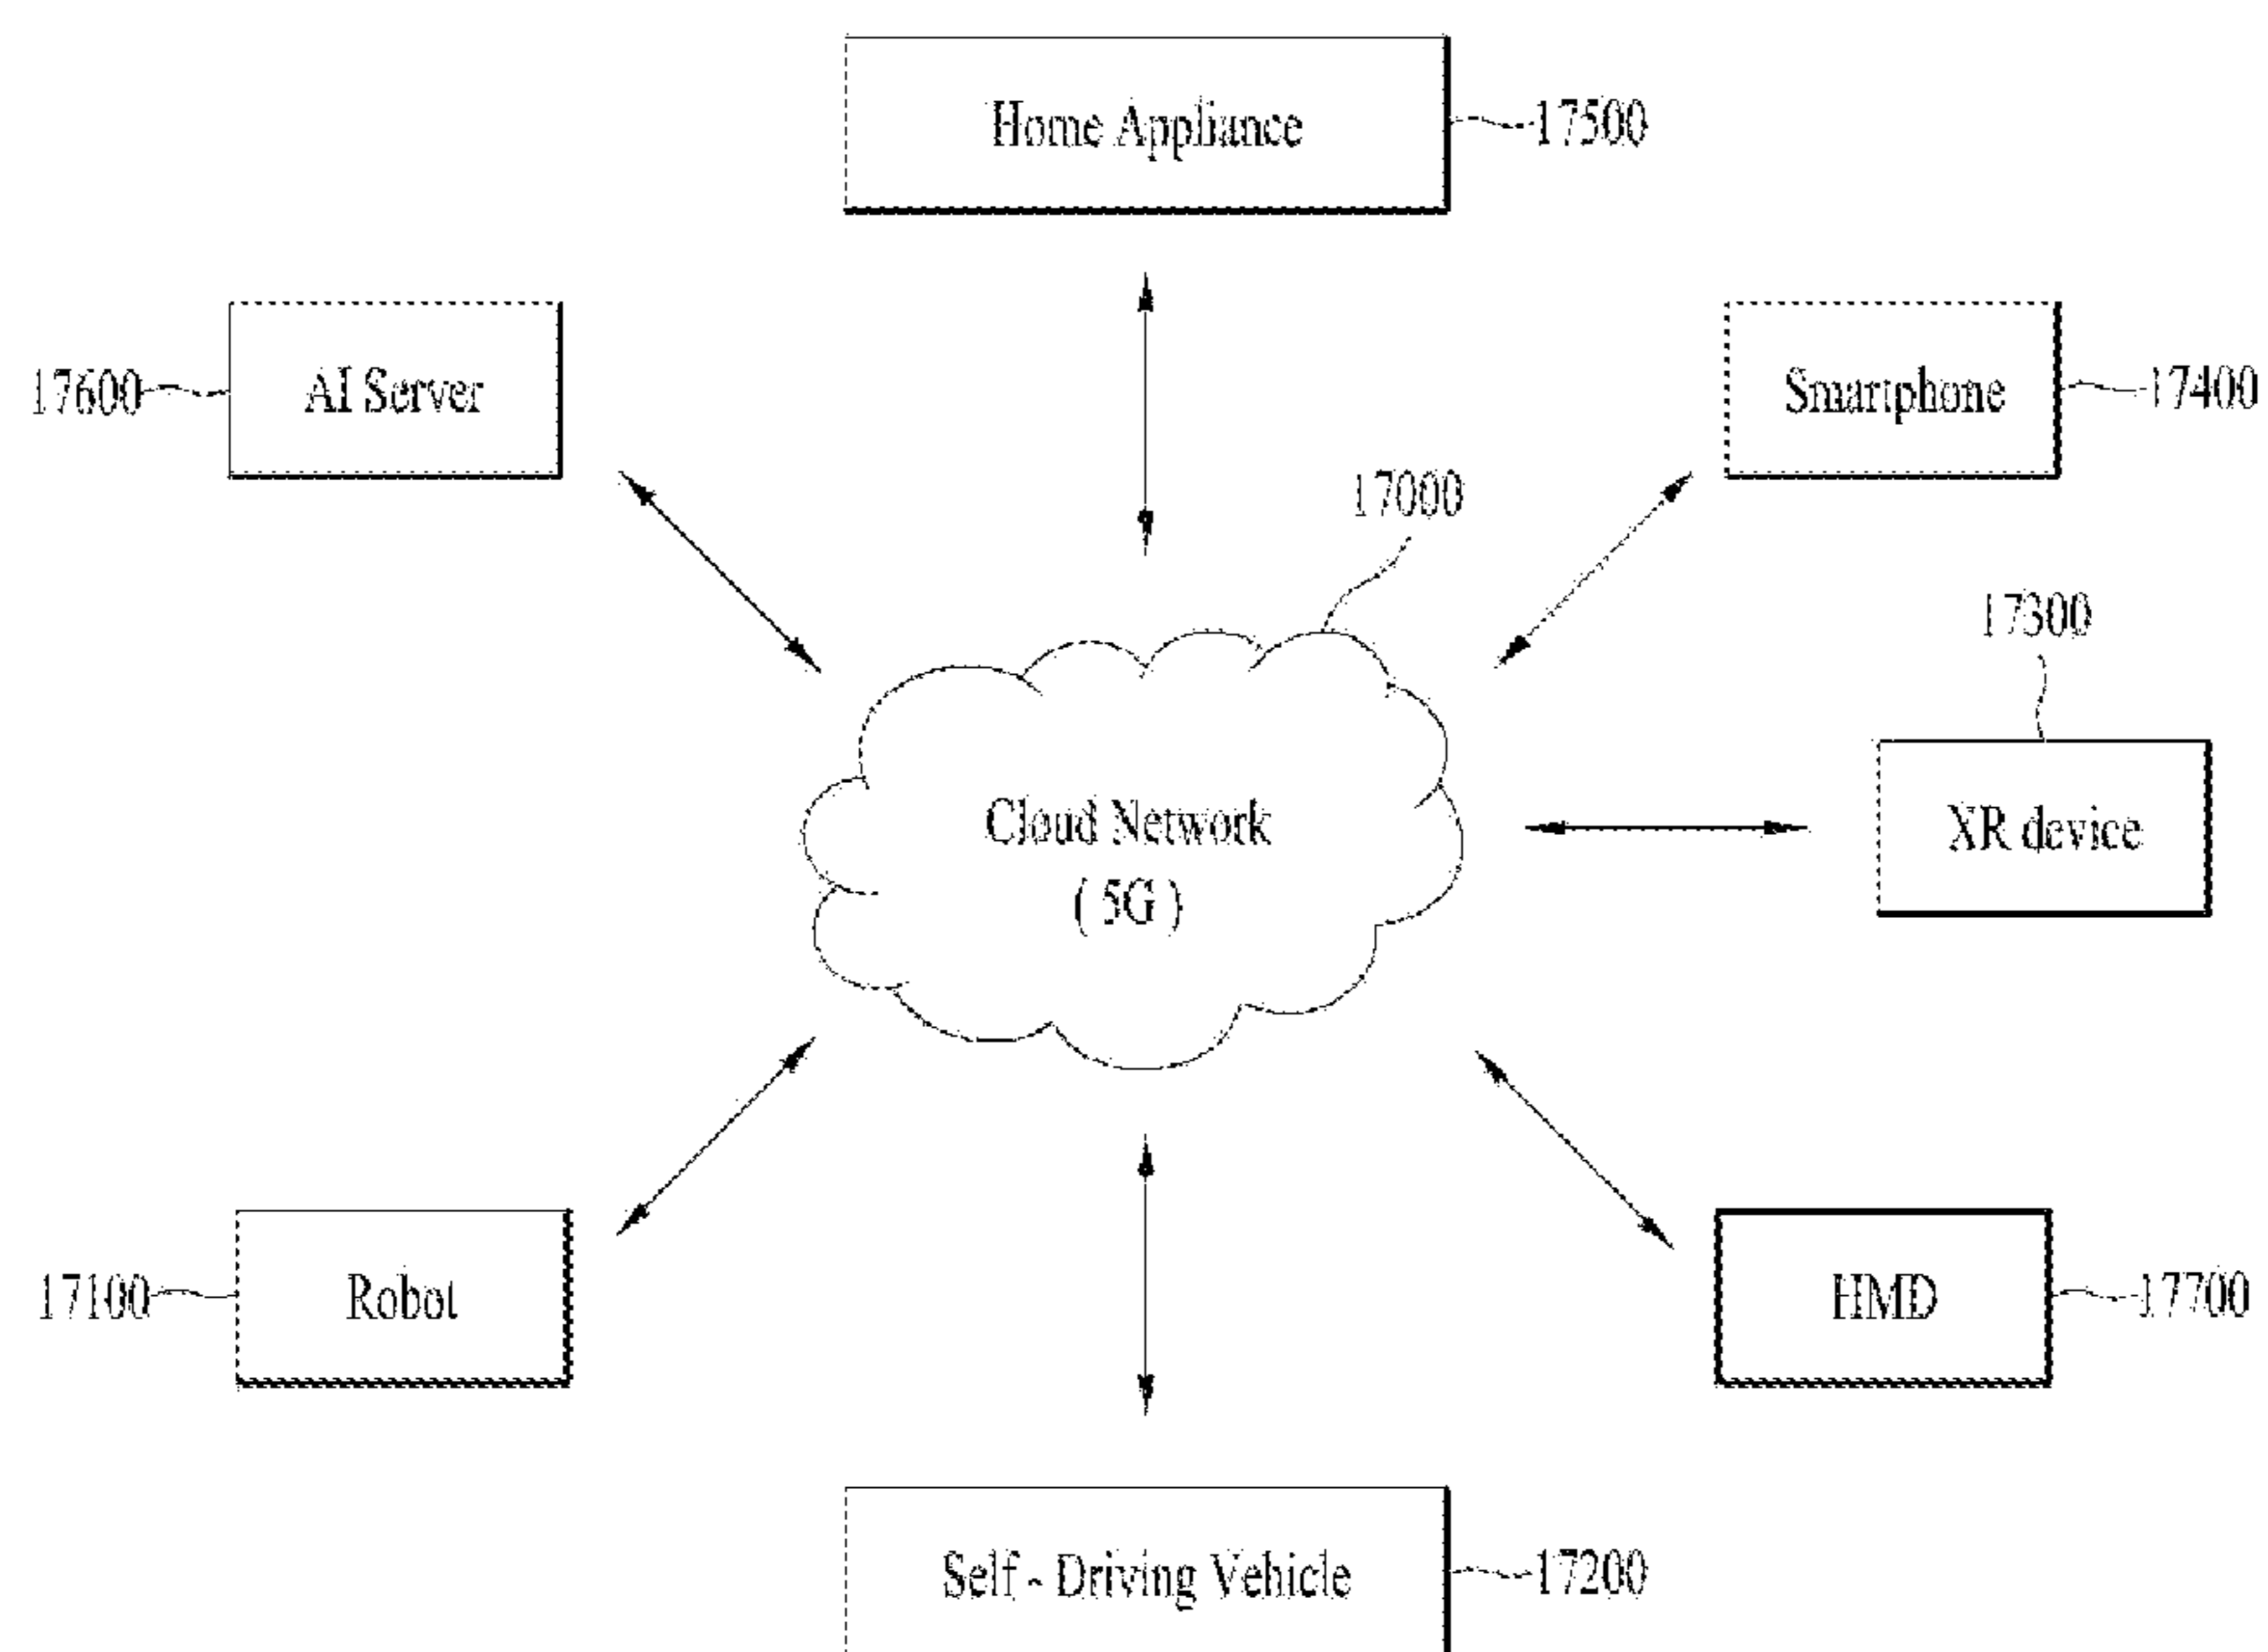 Home Appliance
17500
17600
AI Server
Smartphone
17400
17000
17300
Cloud Network
( 5G )
XR device
17100
Robot
HMD
17700
Self - Driving Vehicle
17200